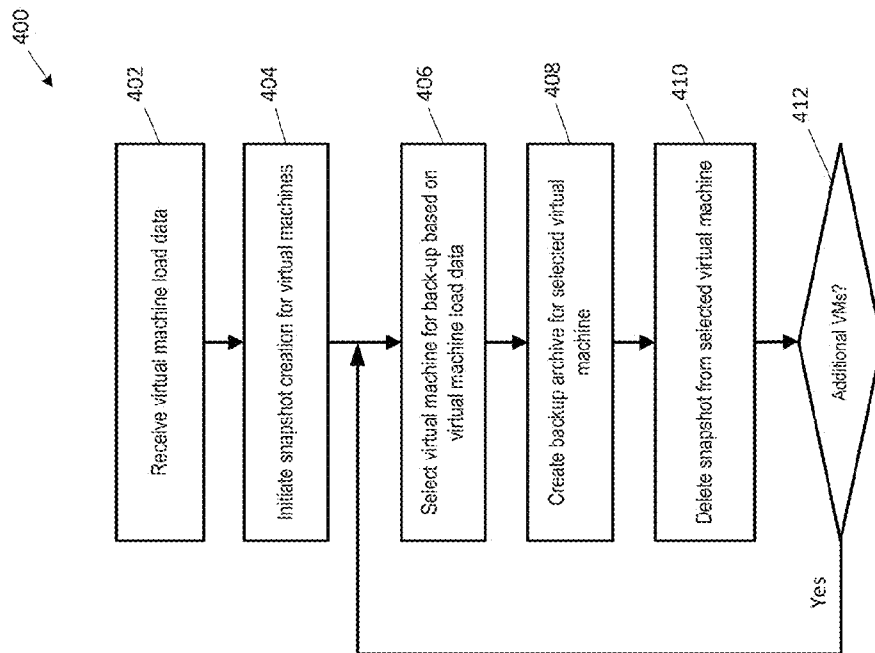 400
402
Receive virtual machine load data
404
Initiate snapshot creation for virtual machines
406
Select virtual machine for back-up based on
virtual machine load data
408
Create backup archive for selected virtual
machine
410
Delete snapshot from selected virtual machine
412
Additional VMs?
Yes